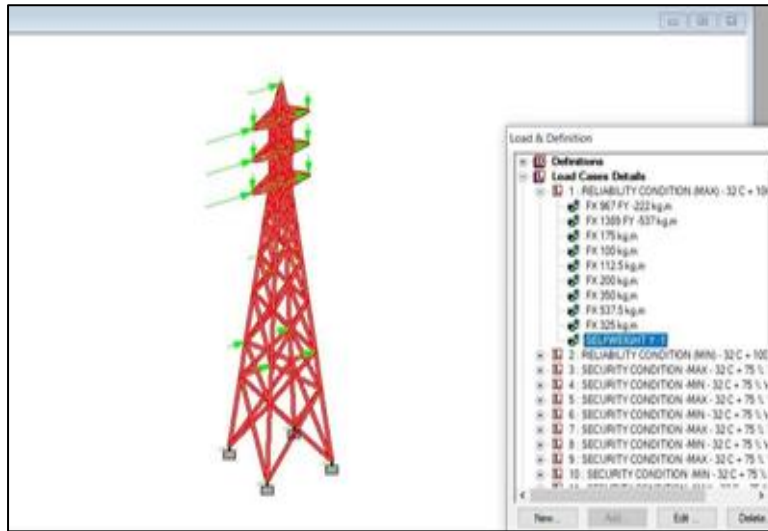 Load & Definition
Definitions
Load Cases Details
1 : RELIABILITY CONDITION (MAX) - 32 C + 100
FX 967 FY -222 kg,m
FX 1389 FY -537 kg,m
FX 175 kg,m
FX 100 kg,m
FX 112.5 kg,m
FX 200 kg,m
FX 350 kg,m
FX 537.5 kg,m
FX 325 kg,m
SELFWEIGHT Y -1
2 : RELIABILITY CONDITION (MIN) - 32 C + 100
3 : SECURITY CONDITION -MAX - 32 C + 75 %
4 : SECURITY CONDITION -MIN - 32 C + 75 % V
5 : SECURITY CONDITION -MAX - 32 C + 75 %
6 : SECURITY CONDITION -MIN - 32 C + 75 % V
7 : SECURITY CONDITION -MAX - 32 C + 75 %
8 : SECURITY CONDITION -MIN - 32 C + 75 % V
9 : SECURITY CONDITION -MAX - 32 C + 75 %
10 : SECURITY CONDITION -MIN - 32 C + 75 %
New... Add... Edit... Delete